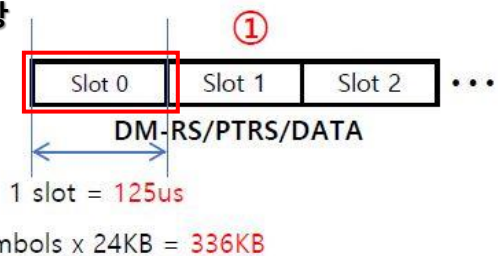 ①
Slot 0 Slot 1 Slot 2 ···
DM-RS/PTRS/DATA
1 slot = 125us
mbols x 24KB = 336KB